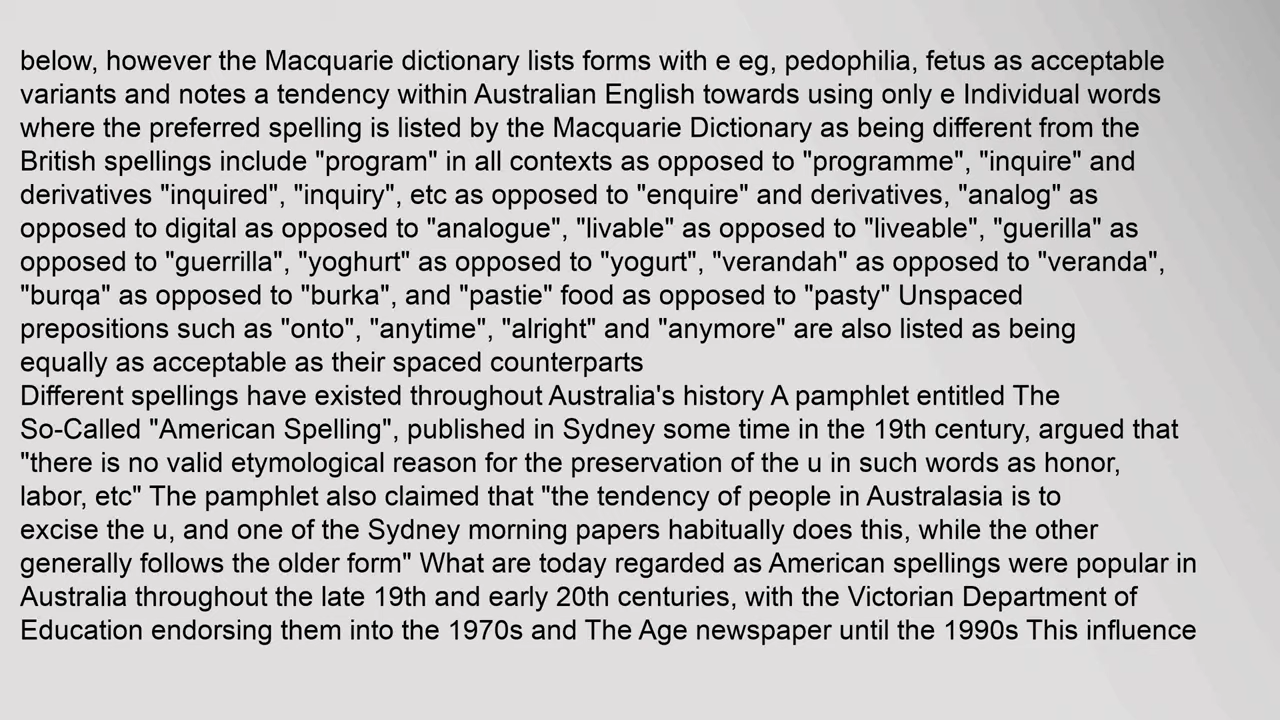 below, however the Macquarie dictionary lists forms with e eg, pedophilia, fetus as acceptable
variants and notes a tendency within Australian English towards using only e Individual words
where the preferred spelling is listed by the Macquarie Dictionary as being different from the
British spellings include "program" in all contexts as opposed to "programme", "inquire" and
derivatives "inquired", "inquiry", etc as opposed to "enquire" and derivatives, "analog" as
opposed to digital as opposed to "analogue", "livable" as opposed to "liveable", "guerilla" as
opposed to "guerrilla", "yoghurt" as opposed to "yogurt", "verandah" as opposed to "veranda",
"burqa" as opposed to "burka", and "pastie" food as opposed to "pasty" Unspaced
prepositions such as "onto", "anytime", "alright" and "anymore" are also listed as being
equally as acceptable as their spaced counterparts
Different spellings have existed throughout Australia's history A pamphlet entitled The
So-Called "American Spelling", published in Sydney some time in the 19th century, argued that
"there is no valid etymological reason for the preservation of the u in such words as honor,
labor, etc" The pamphlet also claimed that "the tendency of people in Australasia is to
excise the u, and one of the Sydney morning papers habitually does this, while the other
generally follows the older form" What are today regarded as American spellings were popular in
Australia throughout the late 19th and early 20th centuries, with the Victorian Department of
Education endorsing them into the 1970s and The Age newspaper until the 1990s This influence